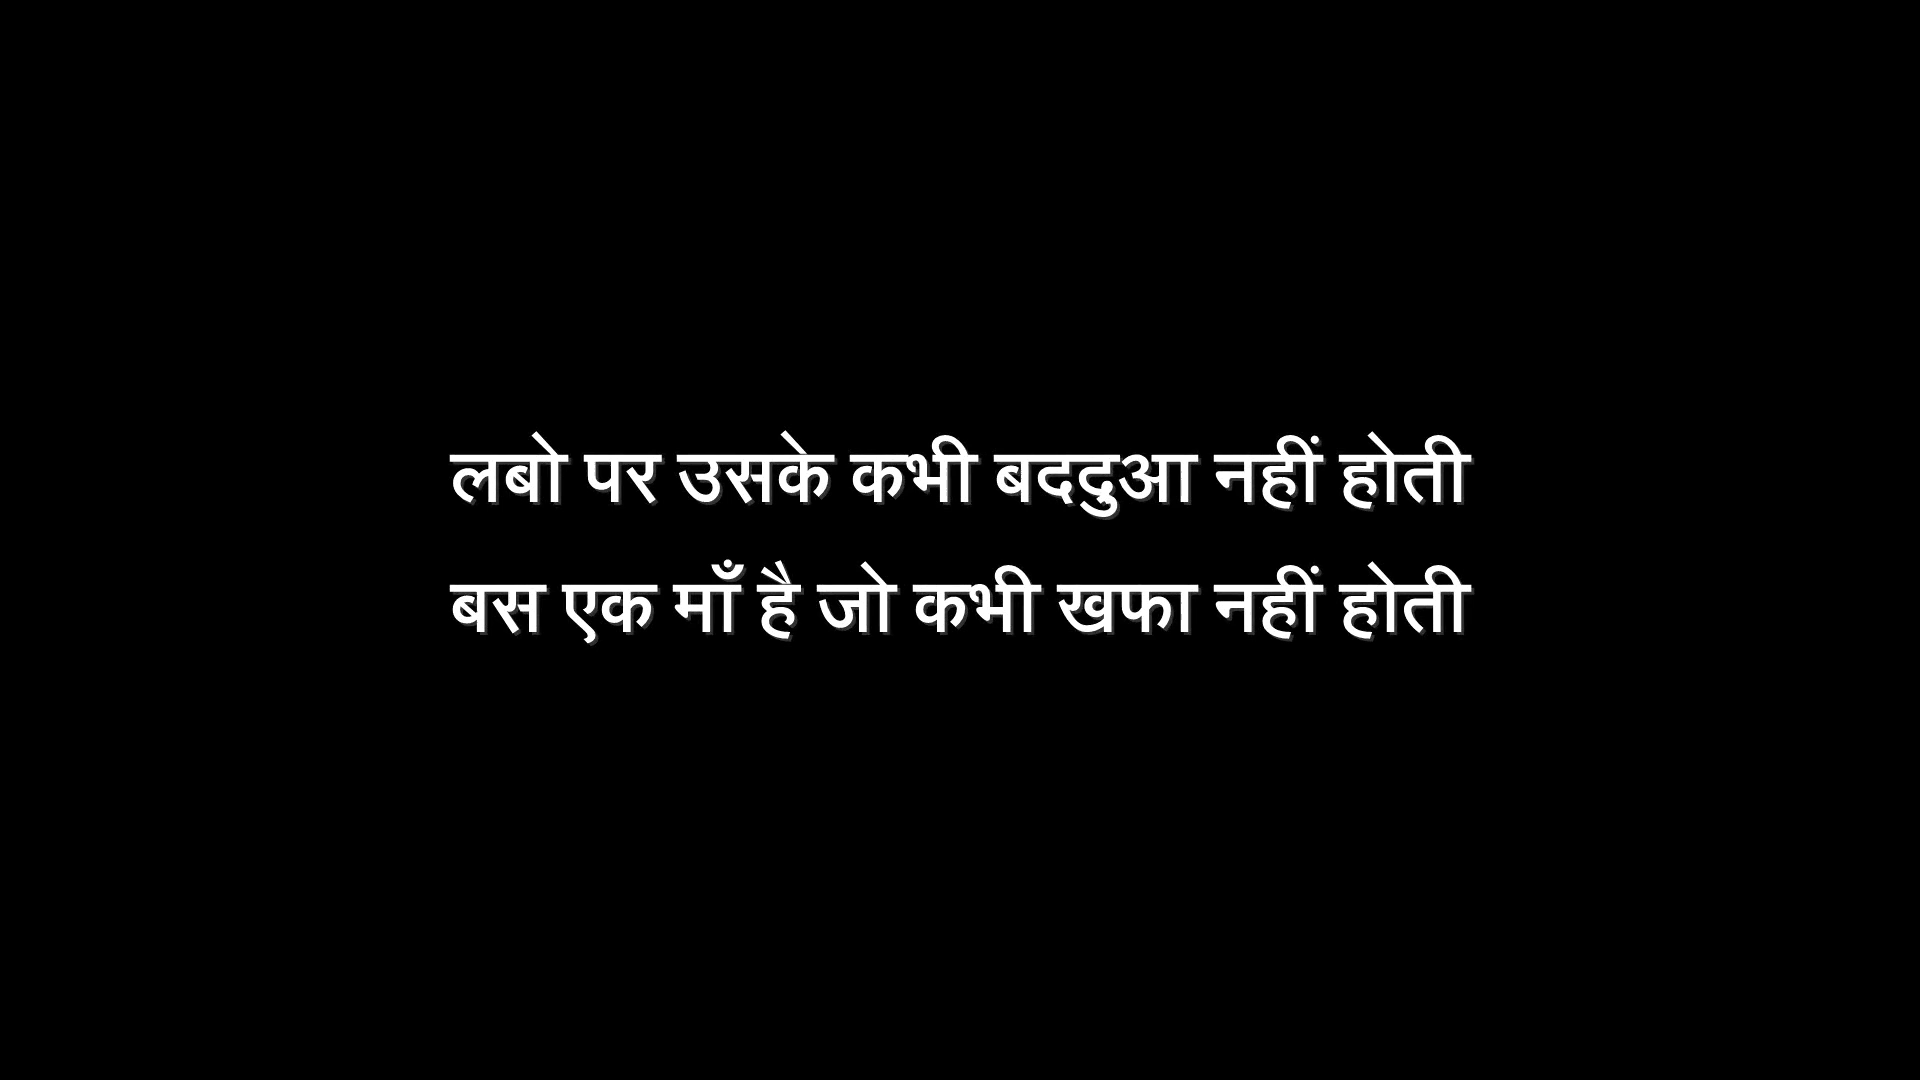 लबो पर उसके कभी बददुआ नहीं होती
बस एक माँ है जो कभी खफा नहीं होती